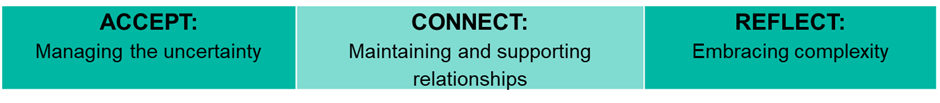 ACCEPT:
Managing the uncertainty
CONNECT:
Maintaining and supporting
relationships
REFLECT:
Embracing complexity